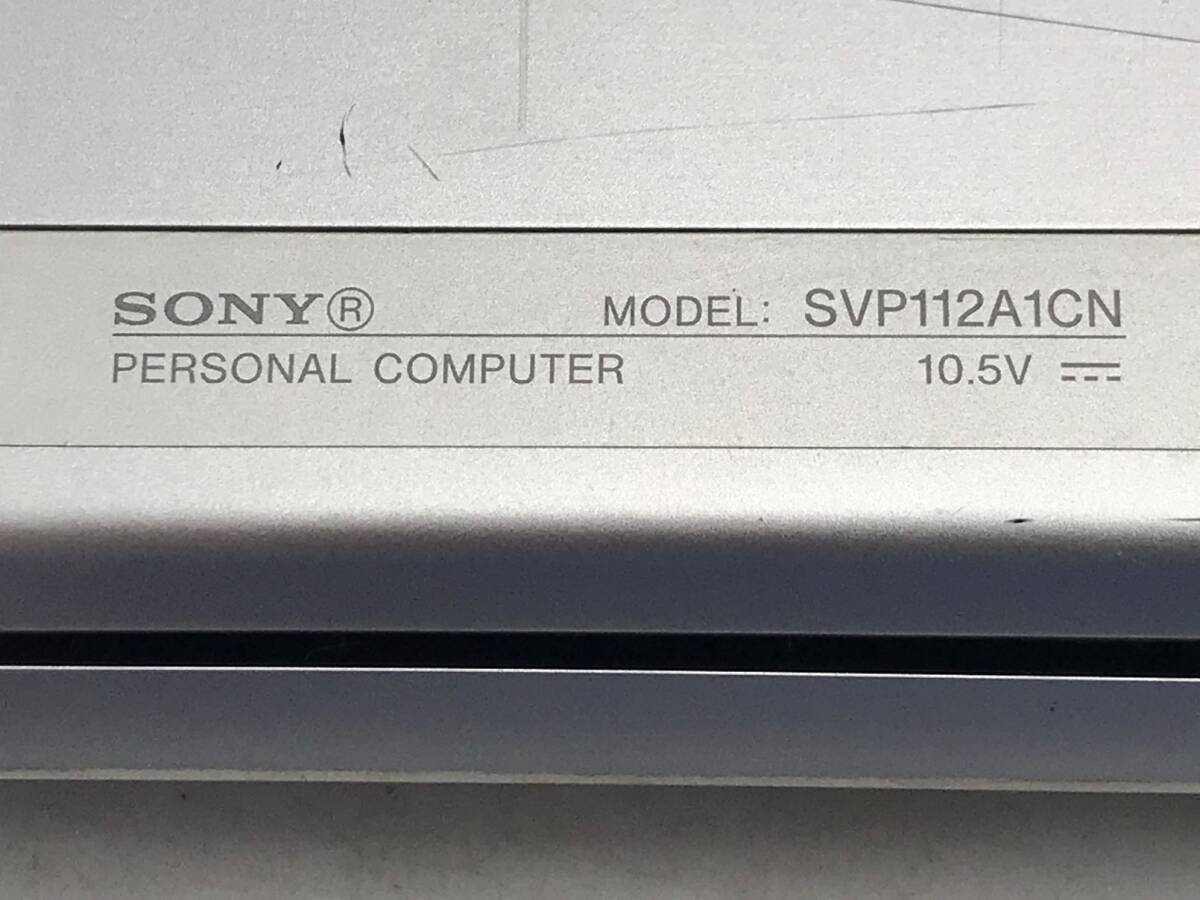 SONY® MODEL: SVP112A1CN
PERSONAL COMPUTER 10.5V ⎓